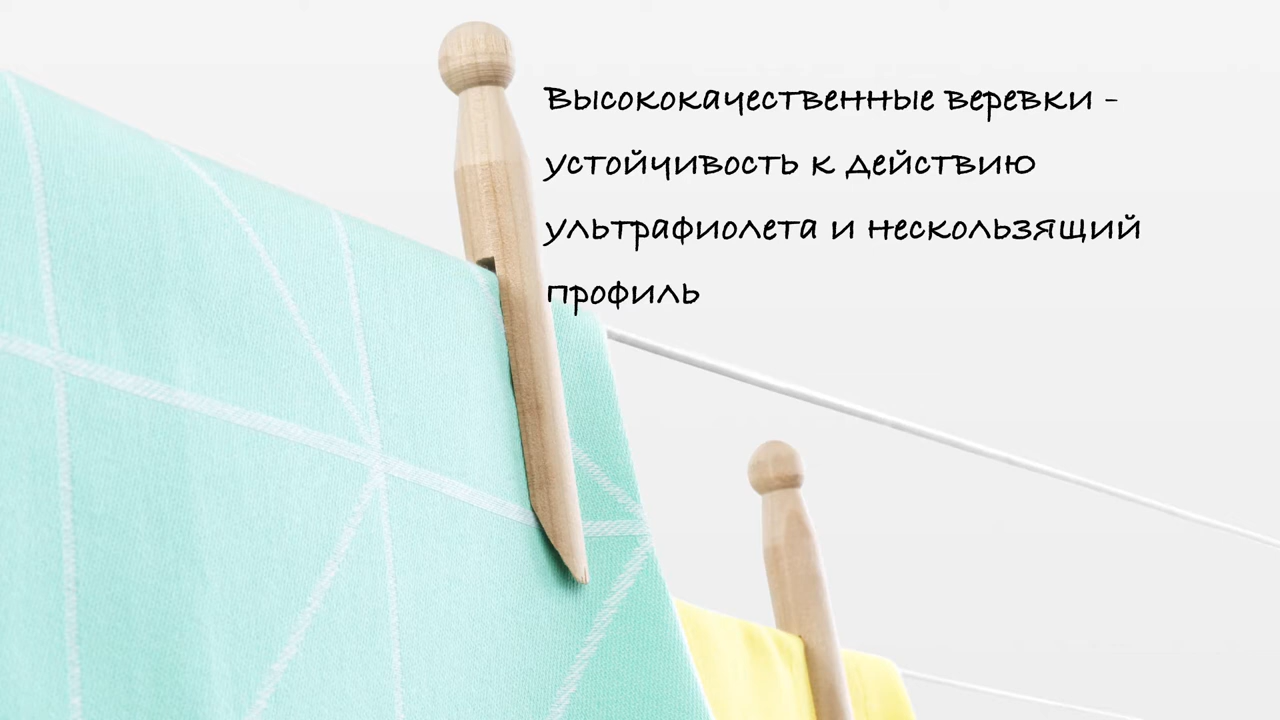 Высококачественные веревки -
устойчивость к действию
ультрафиолета и нескользящий
профиль